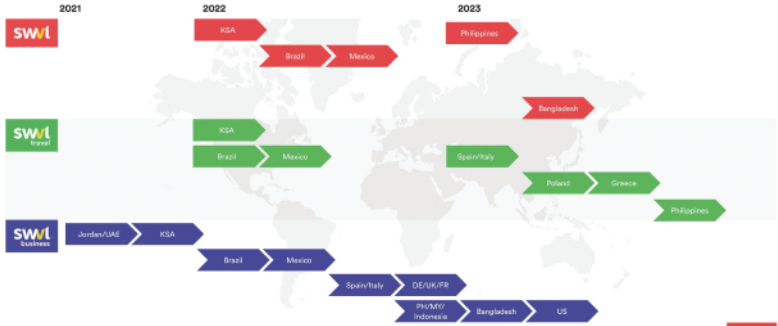 2021 2022 2023
swvl
KSA
Philippines
Brazil Mexico
Bangladesh
swvl
travel
KSA
Brazil Mexico
Spain/Italy
Poland Greece
Philippines
swvl
business
Jordan/UAE KSA
Brazil Mexico
Spain/Italy DE/UK/FR
PH/MY/
Indonesia
Bangladesh US